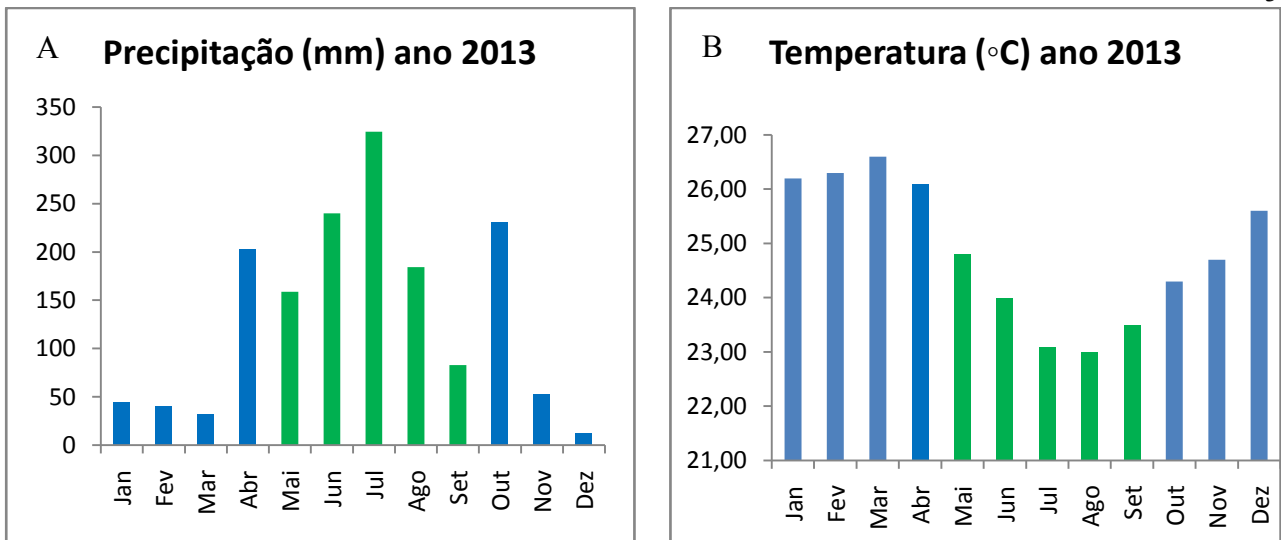 A Precipitação (mm) ano 2013
350
300
250
200
150
100
50
0
Jan
Fev
Mar
Abr
Mai
Jun
Jul
Ago
Set
Out
Nov
Dez
B Temperatura (◦C) ano 2013
27,00
26,00
25,00
24,00
23,00
22,00
21,00
Jan
Fev
Mar
Abr
Mai
Jun
Jul
Ago
Set
Out
Nov
Dez